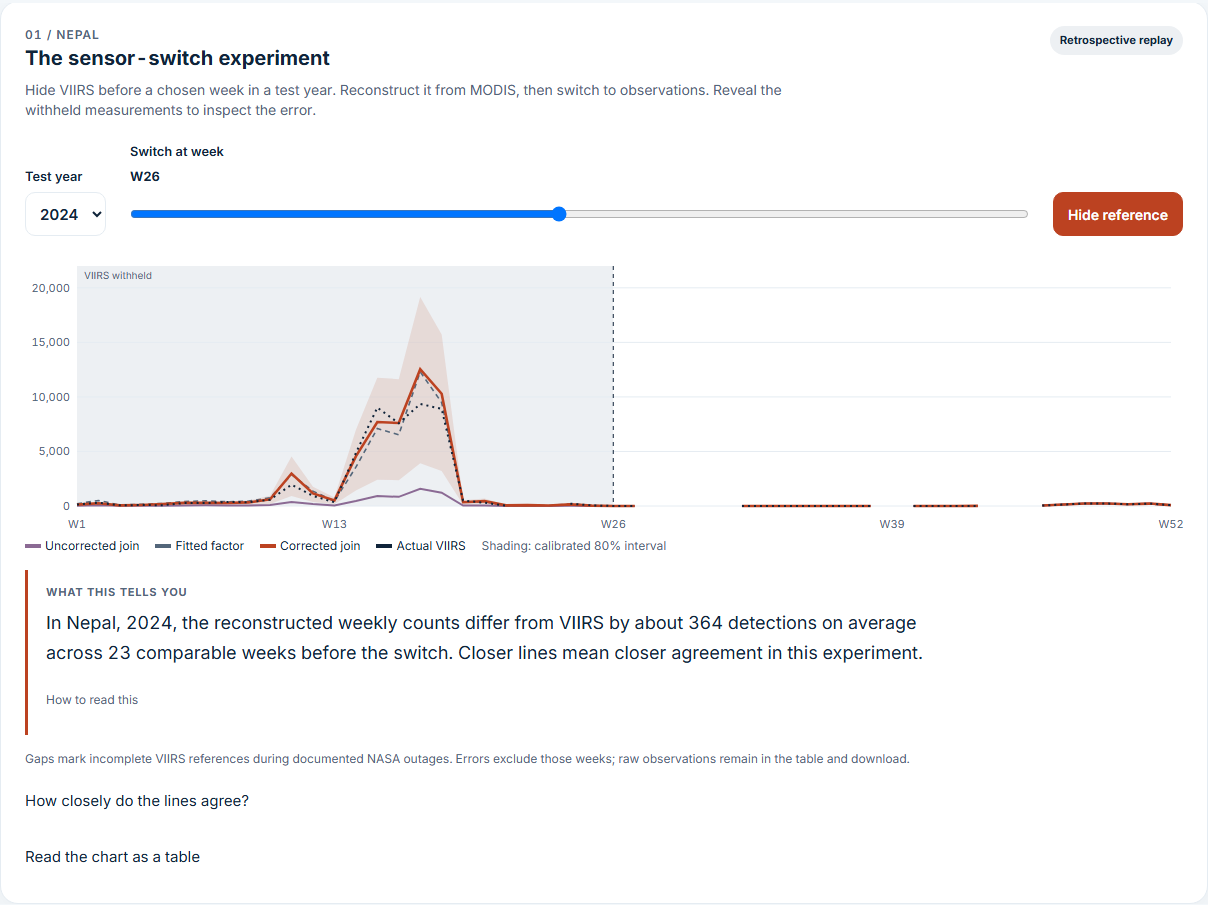 01 / NEPAL
Retrospective replay
The sensor-switch experiment
Hide VIIRS before a chosen week in a test year. Reconstruct it from MODIS, then switch to observations. Reveal the
withheld measurements to inspect the error.
Switch at week
Test year
W26
2024
Hide reference
VIIRS withheld
20,000
15,000
10,000
5,000
0
W1
W13
W26
W39
W52
Uncorrected join
Fitted factor
Corrected join
Actual VIIRS
Shading: calibrated 80% interval
WHAT THIS TELLS YOU
In Nepal, 2024, the reconstructed weekly counts differ from VIIRS by about 364 detections on average
across 23 comparable weeks before the switch. Closer lines mean closer agreement in this experiment.
How to read this
Gaps mark incomplete VIIRS references during documented NASA outages. Errors exclude those weeks; raw observations remain in the table and download.
How closely do the lines agree?
Read the chart as a table